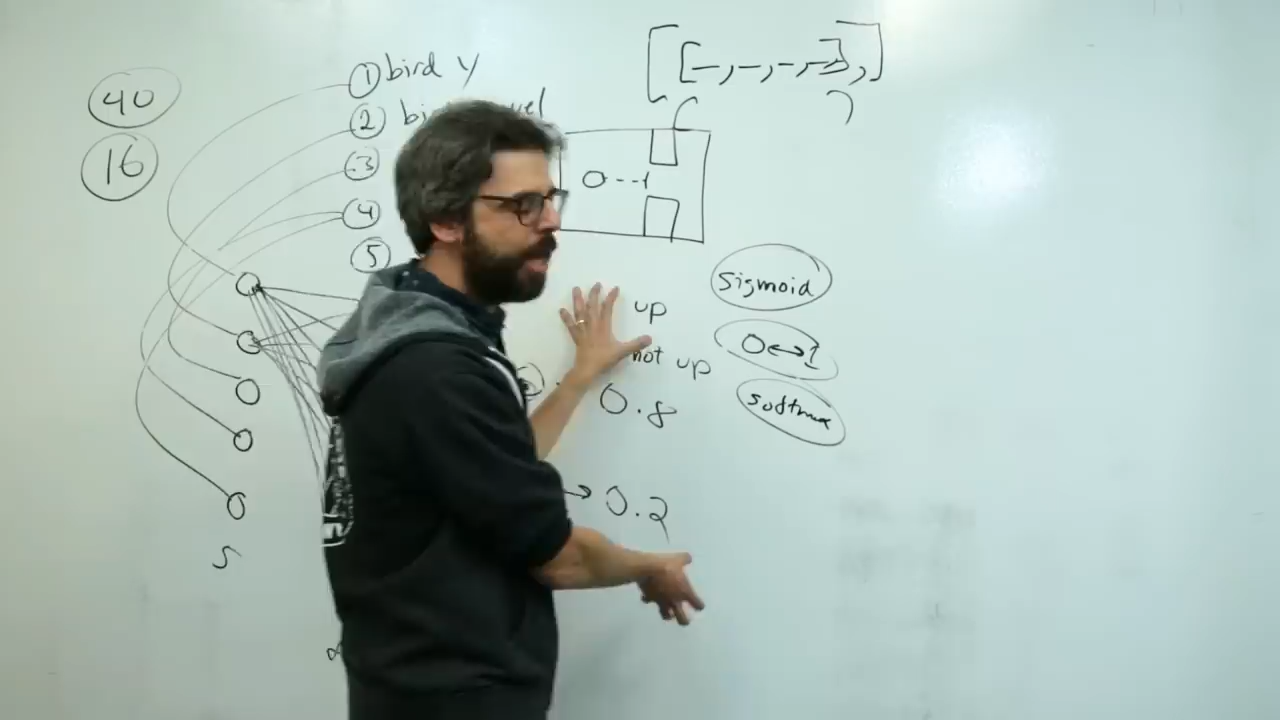 40
16
1 bird y
2
3
4
5
[[–, –, –, –],]
up
not up
0.8
→ 0.2
sigmoid
0↔1
softmax
5